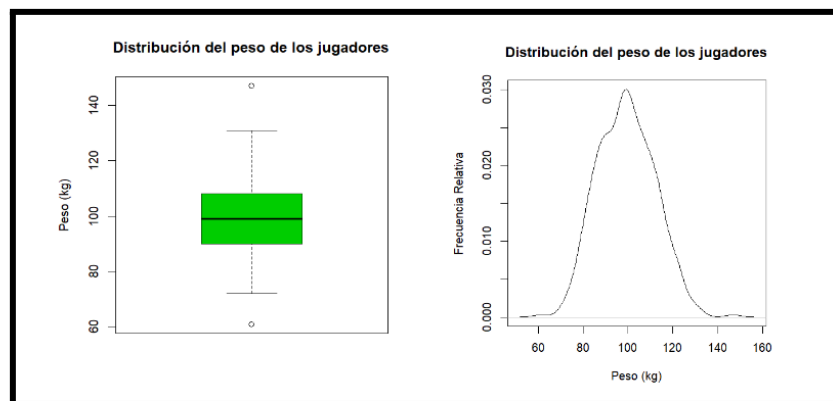 Distribución del peso de los jugadores
Peso (kg)
140
120
100
80
60
Distribución del peso de los jugadores
Frecuencia Relativa
0.030
0.020
0.010
0.000
60 80 100 120 140 160
Peso (kg)